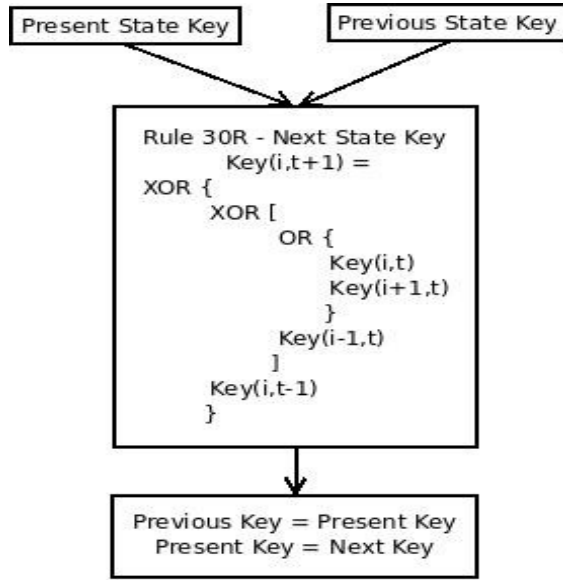 Present State Key
Previous State Key
Rule 30R - Next State Key
Key(i,t+1) =
XOR {
XOR [
OR {
Key(i,t)
Key(i+1,t)
}
Key(i-1,t)
]
Key(i,t-1)
}
Previous Key = Present Key
Present Key = Next Key